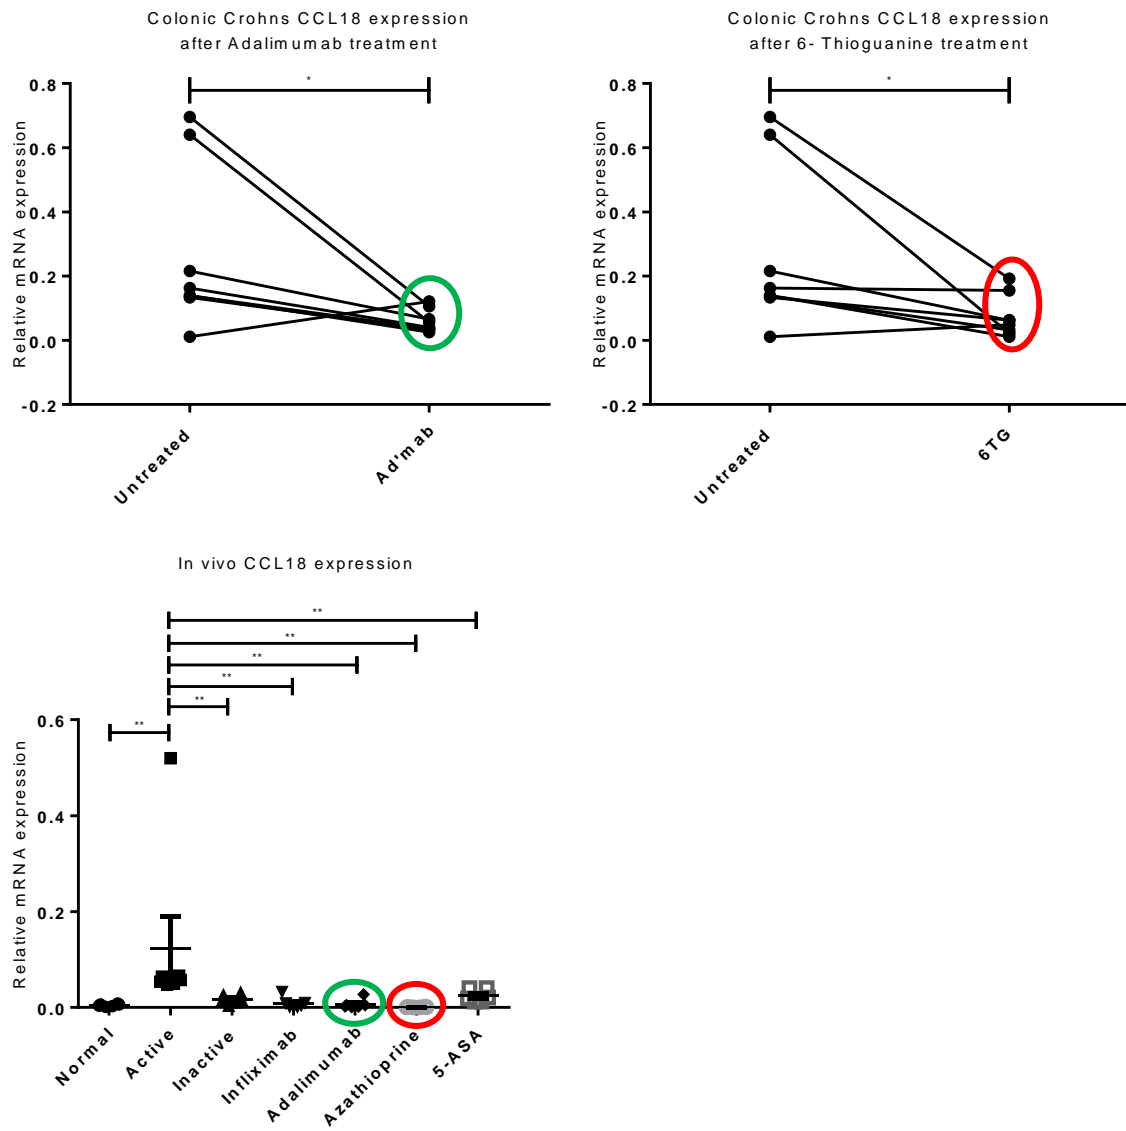 Colonic Crohns CCL18 expression
after Adalimumab treatment
*
0.8
0.6
0.4
0.2
0.0
-0.2
Relative mRNA expression
Untreated
Ad'mab
Colonic Crohns CCL18 expression
after 6- Thioguanine treatment
*
0.8
0.6
0.4
0.2
0.0
-0.2
Relative mRNA expression
Untreated
6TG
In vivo CCL18 expression
**
**
**
**
**
**
0.6
0.4
0.2
0.0
Relative mRNA expression
Normal
Active
Inactive
Infliximab
Adalimumab
Azathioprine
5-ASA